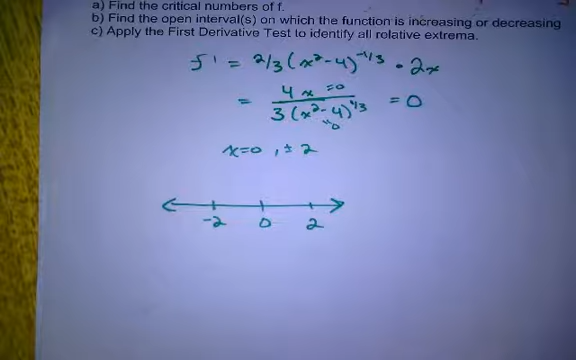 a) Find the critical numbers of f.
b) Find the open interval(s) on which the function is increasing or decreasing
c) Apply the First Derivative Test to identify all relative extrema.
f' = 2/3 (x²-4)^-1/3 • 2x
= 4x =0 / 3(x²-4)^1/3 = 0
x=0, ± 2
-2 0 2